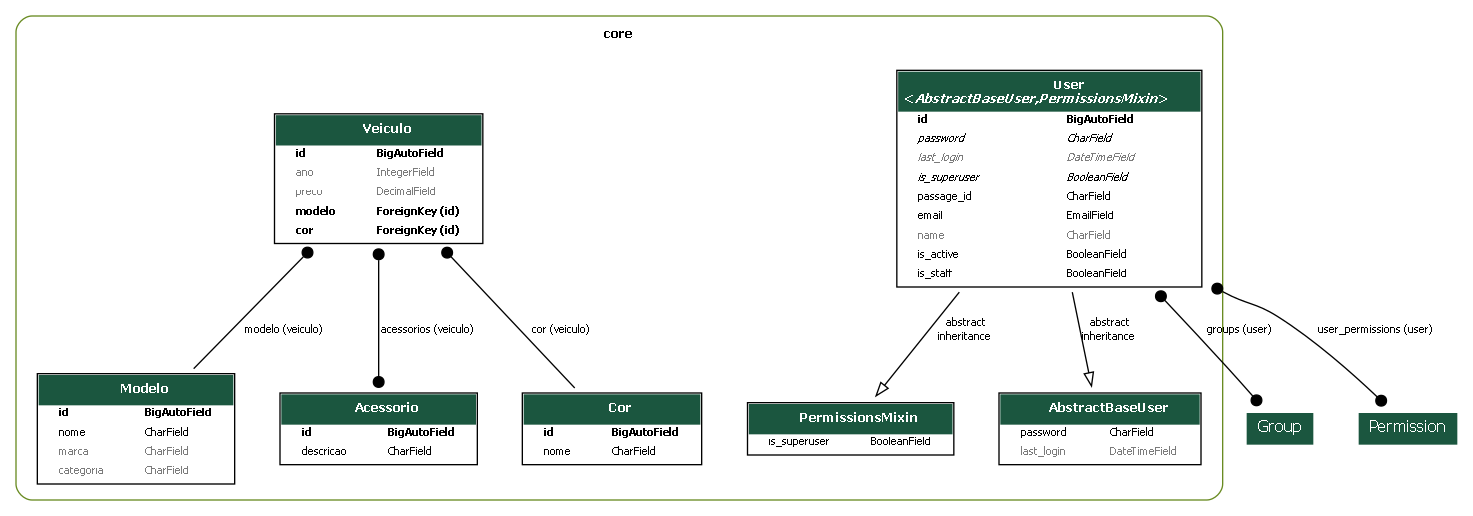 core
User
<AbstractBaseUser,PermissionsMixin>
id BigAutoField
password CharField
last_login DateTimeField
is_superuser BooleanField
passage_id CharField
email EmailField
name CharField
is_active BooleanField
is_staff BooleanField
Veiculo
id BigAutoField
ano IntegerField
preco DecimalField
modelo ForeignKey (id)
cor ForeignKey (id)
modelo (veiculo)
acessorios (veiculo)
cor (veiculo)
abstract
inheritance
abstract
inheritance
groups (user)
user_permissions (user)
Modelo
id BigAutoField
nome CharField
marca CharField
categoria CharField
Acessorio
id BigAutoField
descricao CharField
Cor
id BigAutoField
nome CharField
PermissionsMixin
is_superuser BooleanField
AbstractBaseUser
password CharField
last_login DateTimeField
Group
Permission